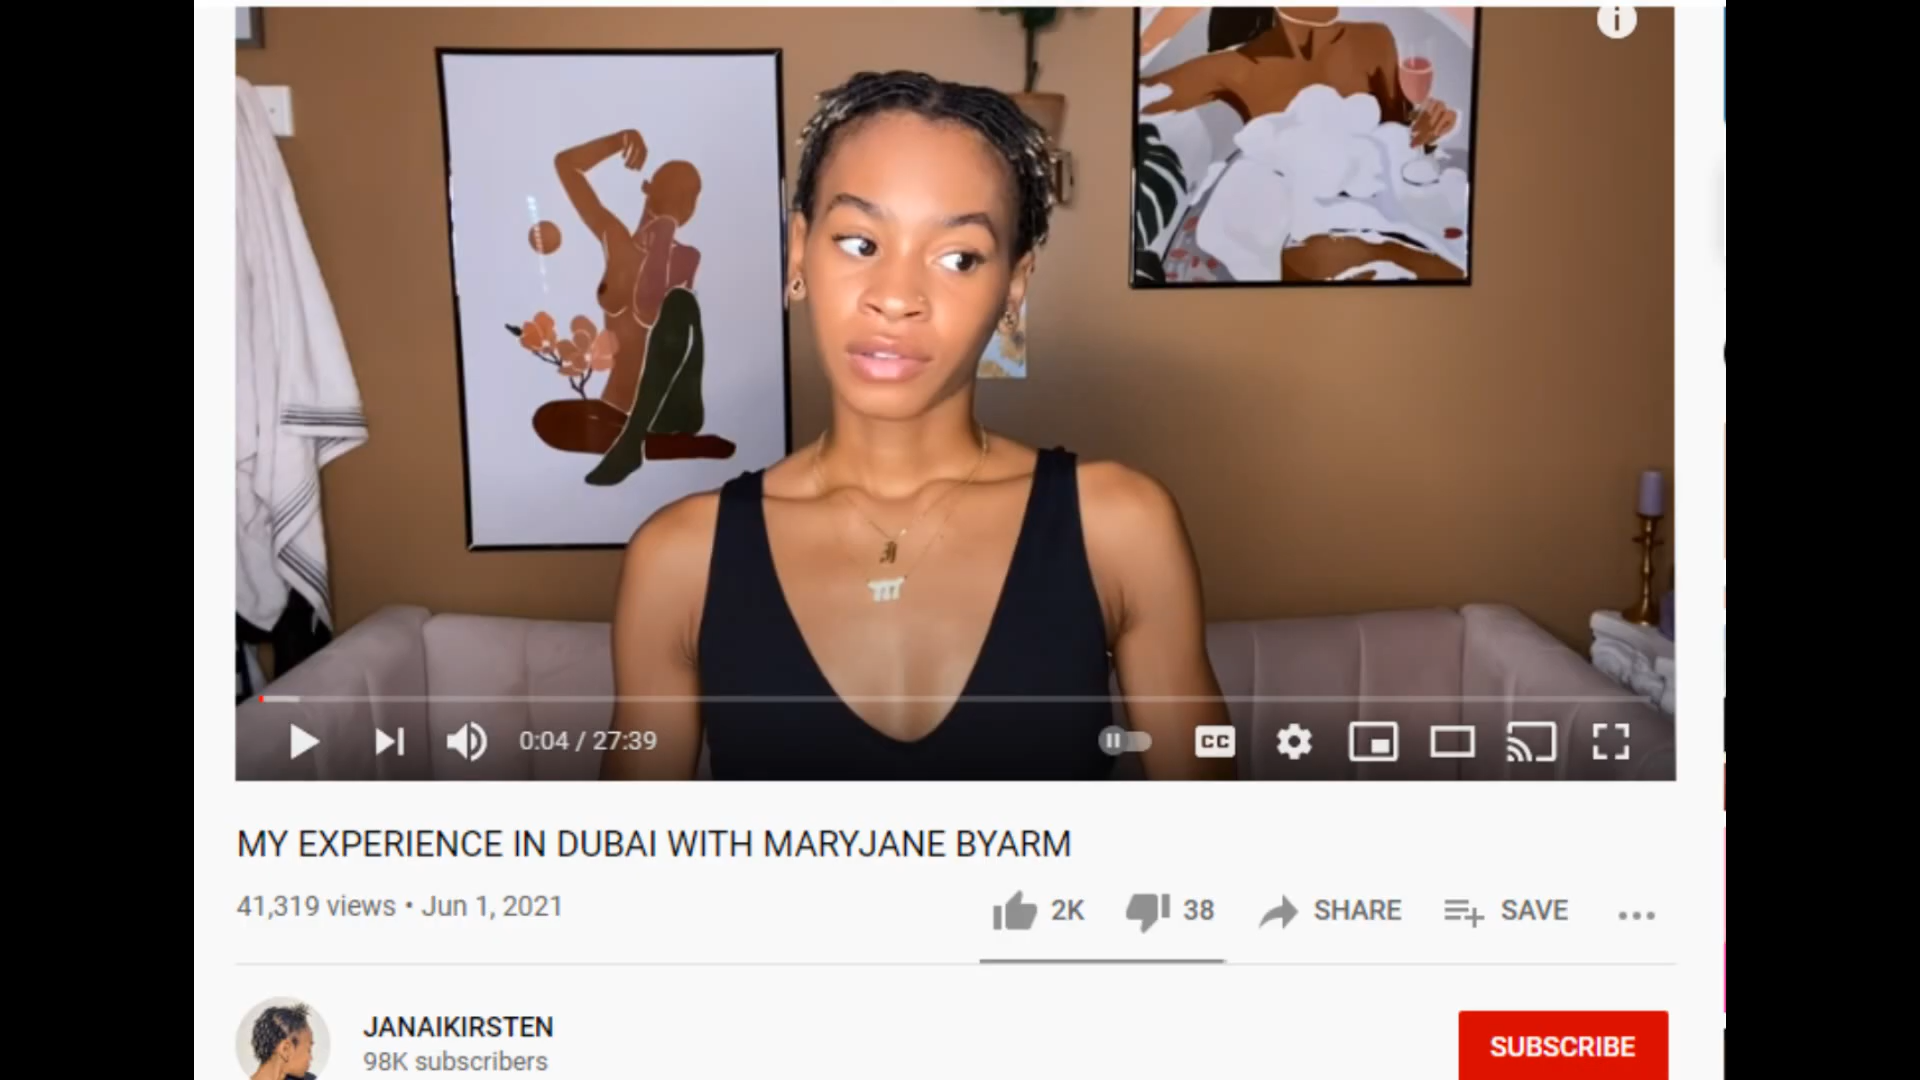 0:04 / 27:39
CC
MY EXPERIENCE IN DUBAI WITH MARYJANE BYARM
41,319 views • Jun 1, 2021
2K 38 SHARE SAVE
JANAIKIRSTEN
98K subscribers
SUBSCRIBE